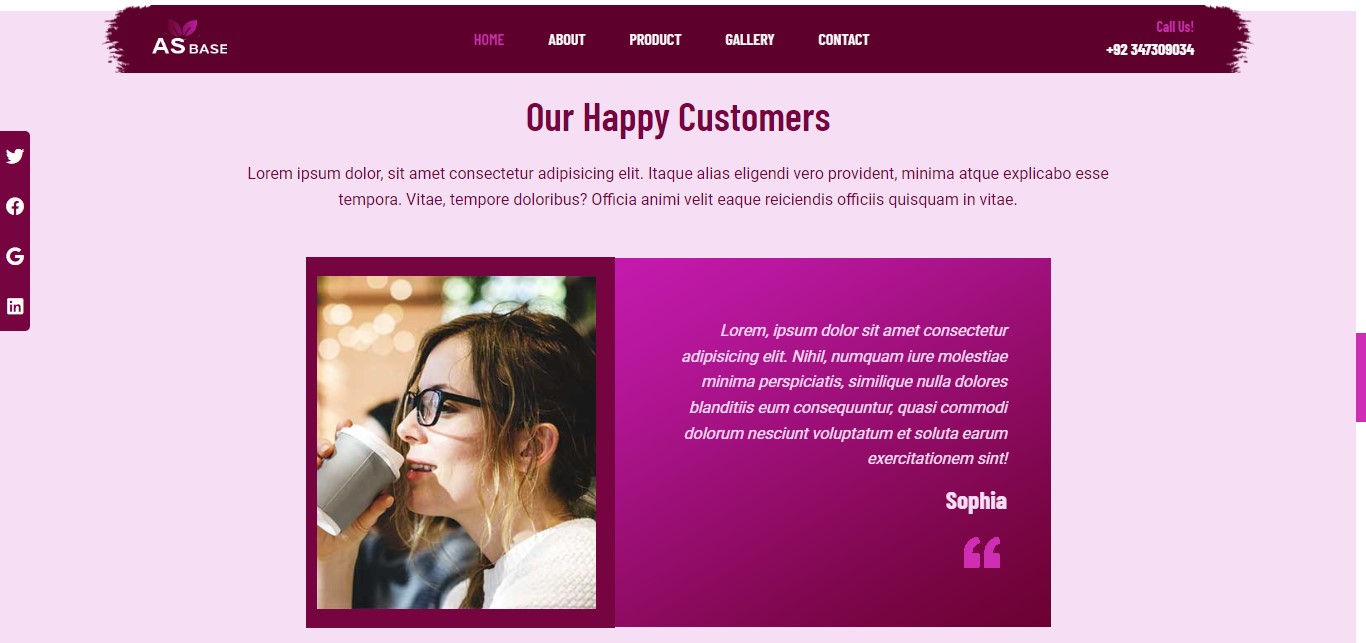 AS BASE
HOME ABOUT PRODUCT GALLERY CONTACT
Call Us!
+92 347309034
Our Happy Customers
Lorem ipsum dolor, sit amet consectetur adipisicing elit. Itaque alias eligendi vero provident, minima atque explicabo esse
tempora. Vitae, tempore doloribus? Officia animi velit eaque reiciendis officiis quisquam in vitae.
Lorem, ipsum dolor sit amet consectetur
adipisicing elit. Nihil, numquam iure molestiae
minima perspiciatis, similique nulla dolores
blanditiis eum consequuntur, quasi commodi
dolorum nesciunt voluptatum et soluta earum
exercitationem sint!
Sophia